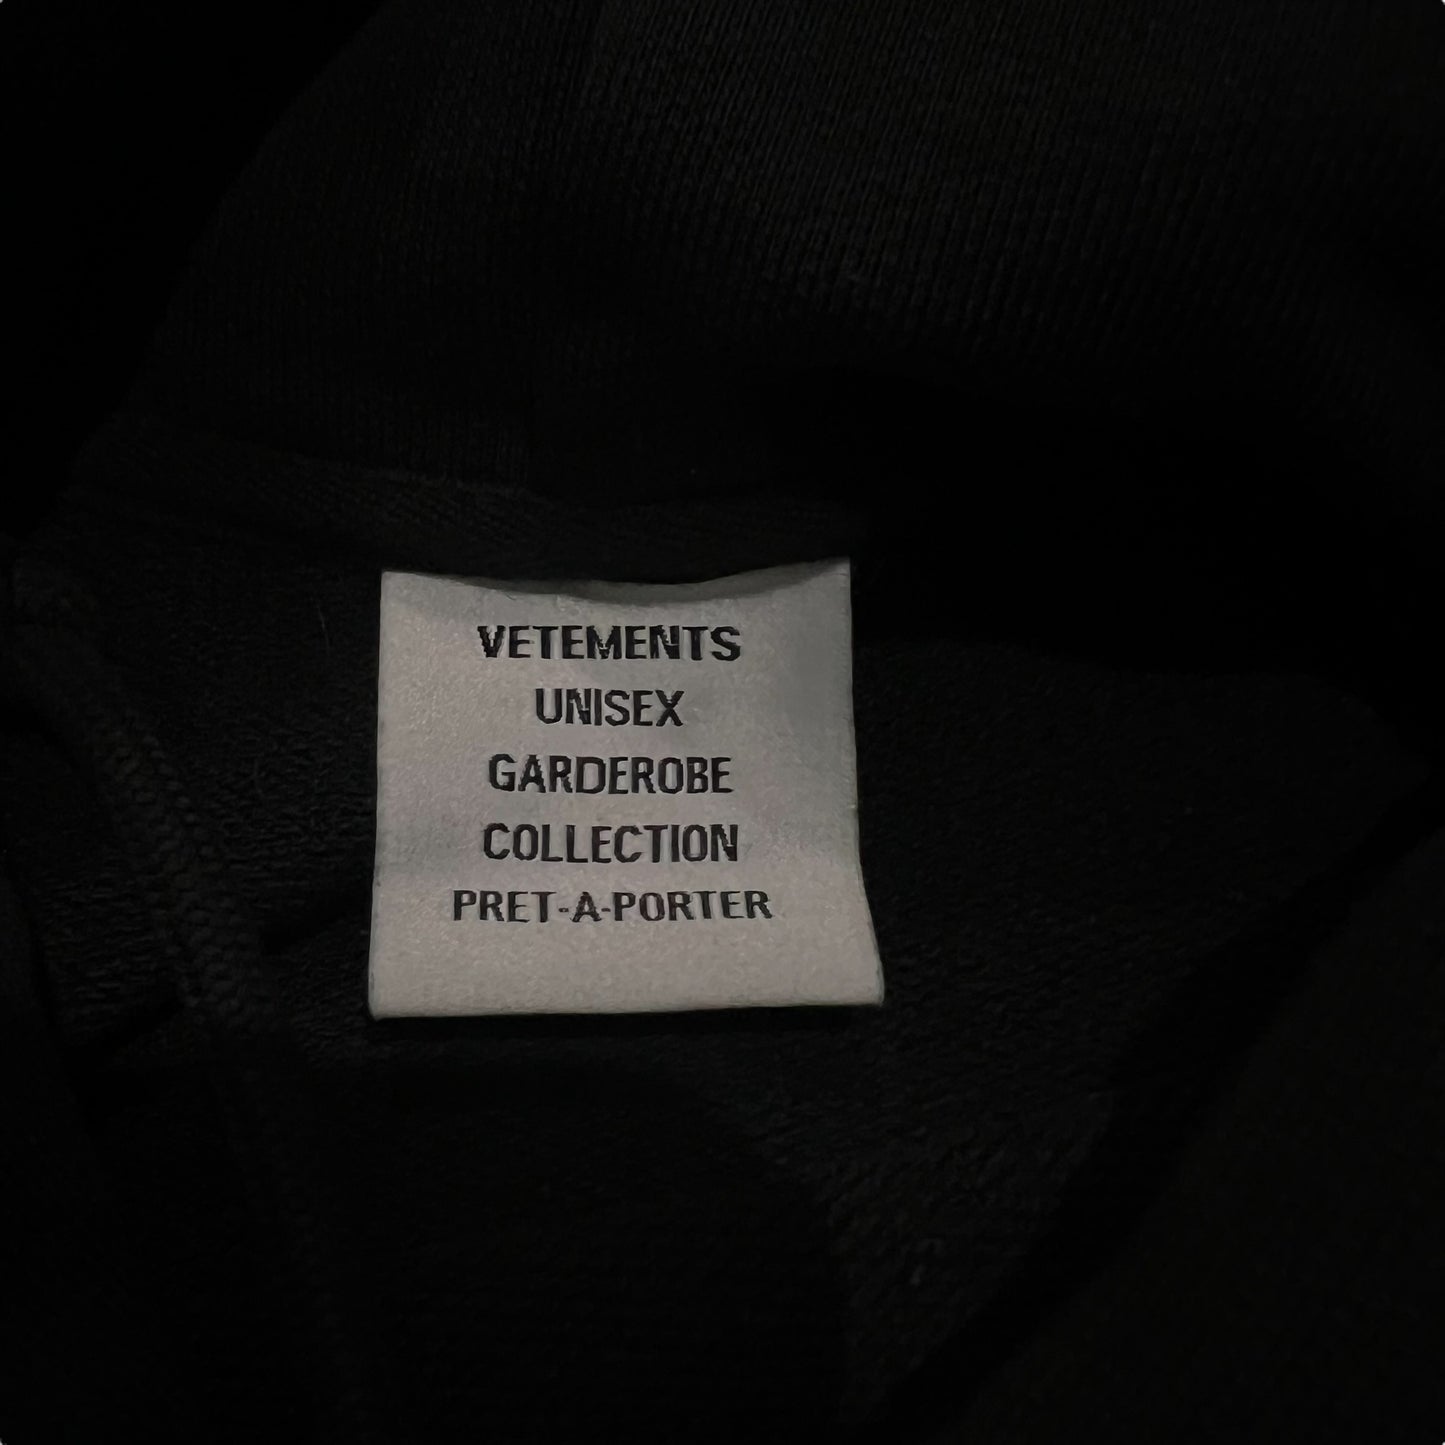 VETEMENTS
UNISEX
GARDEROBE
COLLECTION
PRET-A-PORTER